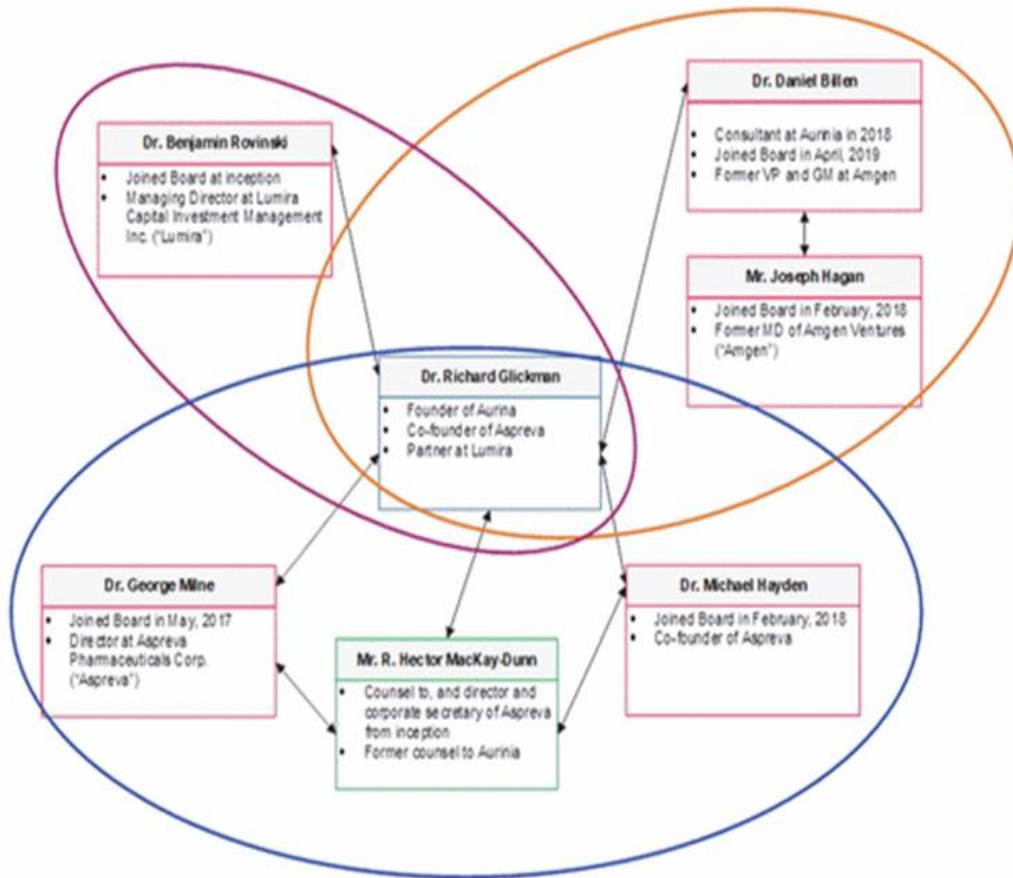 Dr. Daniel Billen
• Consultant at Aurinia in 2018
• Joined Board in April, 2019
• Former VP and GM at Amgen
Dr. Benjamin Rovinski
• Joined Board at inception
• Managing Director at Lumira
Capital Investment Management
Inc. ("Lumira")
Mr. Joseph Hagan
• Joined Board in February, 2018
• Former MD of Amgen Ventures
("Amgen")
Dr. Richard Glickman
• Founder of Aurina
• Co-founder of Aspreva
• Partner at Lumira
Dr. George Milne
• Joined Board in May, 2017
• Director at Aspreva
Pharmaceuticals Corp.
("Aspreva")
Mr. R. Hector MacKay-Dunn
• Counsel to, and director and
corporate secretary of Aspreva
from inception
• Former counsel to Aurinia
Dr. Michael Hayden
• Joined Board in February, 2018
• Co-founder of Aspreva